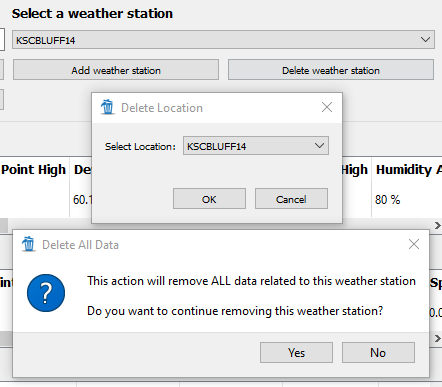 Select a weather station
KSCBLUFF14
Add weather station Delete weather station
Delete Location
Select Location: KSCBLUFF14
Point High High Humidity
60.1 80 %
OK Cancel
Delete All Data
This action will remove ALL data related to this weather station
Do you want to continue removing this weather station?
Yes No